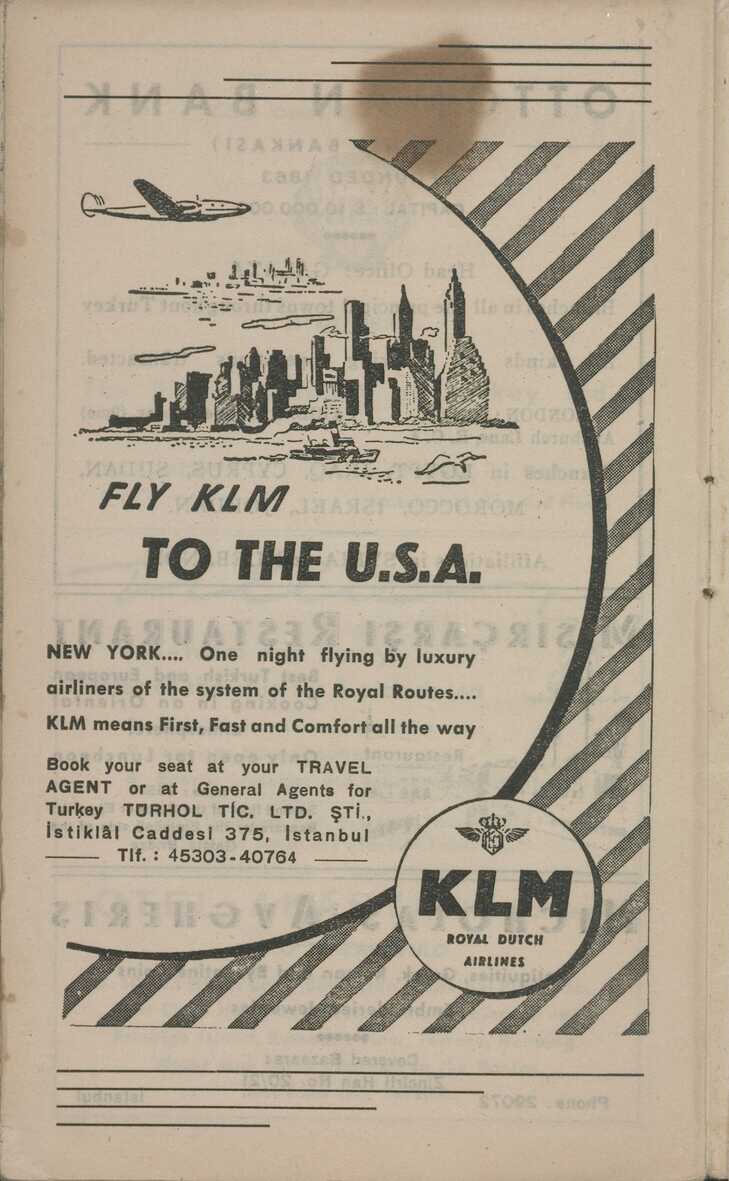 FLY KLM
TO THE U.S.A.
NEW YORK.... One night flying by luxury
airliners of the system of the Royal Routes....
KLM means First, Fast and Comfort all the way
Book your seat at your TRAVEL
AGENT or at General Agents for
Turkey TÜRHOL TİC. LTD. ŞTİ.,
İstiklâl Caddesi 375, İstanbul
Tlf. : 45303-40764
KLM
ROYAL DUTCH
AIRLINES